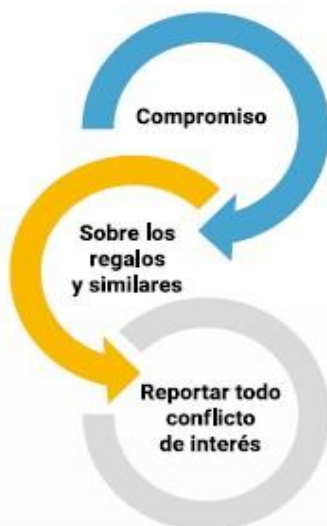 Compromiso
Sobre los
regalos
y similares
Reportar todo
conflicto
de interés